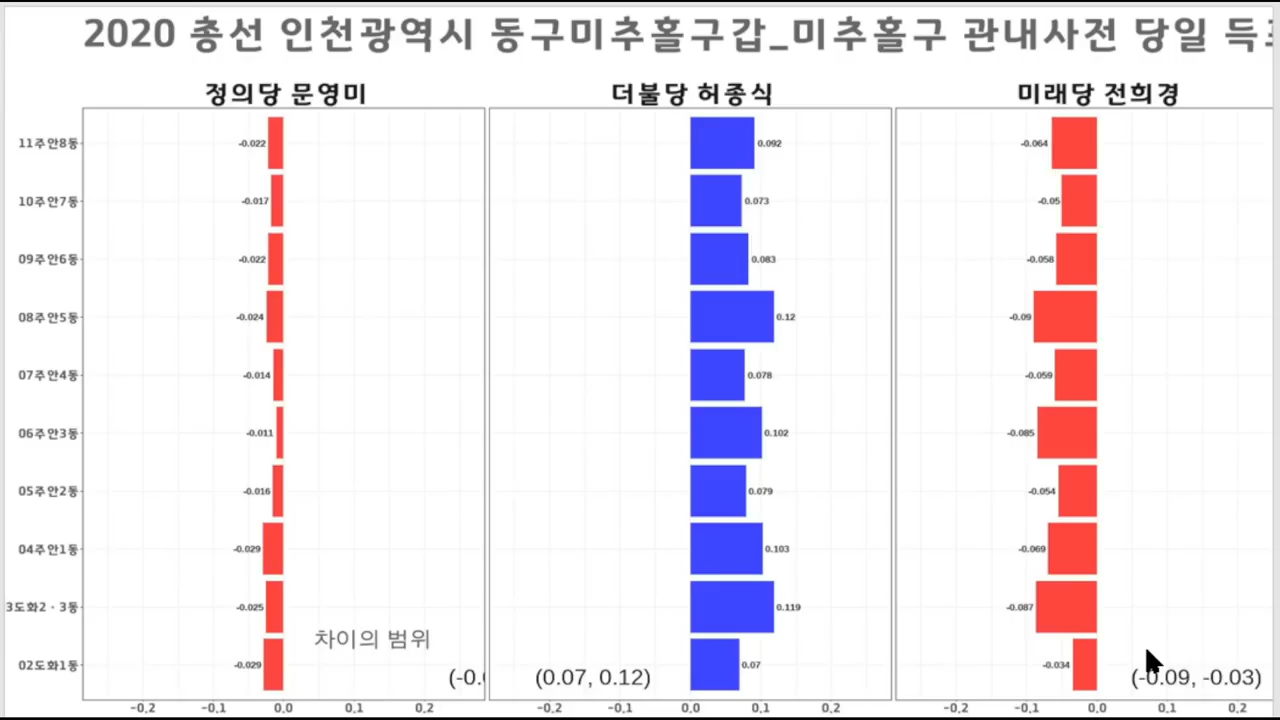 2020 총선 인천광역시 동구미추홀구갑_미추홀구 관내사전 당일 득
정의당 문영미 더불당 허종식 미래당 전희경
11주안8동 -0.022 0.092 -0.064
10주안7동 -0.017 0.073 -0.05
09주안6동 -0.022 0.083 -0.058
08주안5동 -0.024 0.12 -0.09
07주안4동 -0.014 0.078 -0.059
06주안3동 -0.011 0.102 -0.085
05주안2동 -0.016 0.079 -0.054
04주안1동 -0.029 0.103 -0.069
3도화2 · 3동 -0.025 0.119 -0.087
차이의 범위
02도화1동 -0.029 0.07 -0.034
(-0.0 (0.07, 0.12) (-0.09, -0.03)
-0.2 -0.1 0.0 0.1 0.2 -0.2 -0.1 0.0 0.1 0.2 -0.2 -0.1 0.0 0.1 0.2